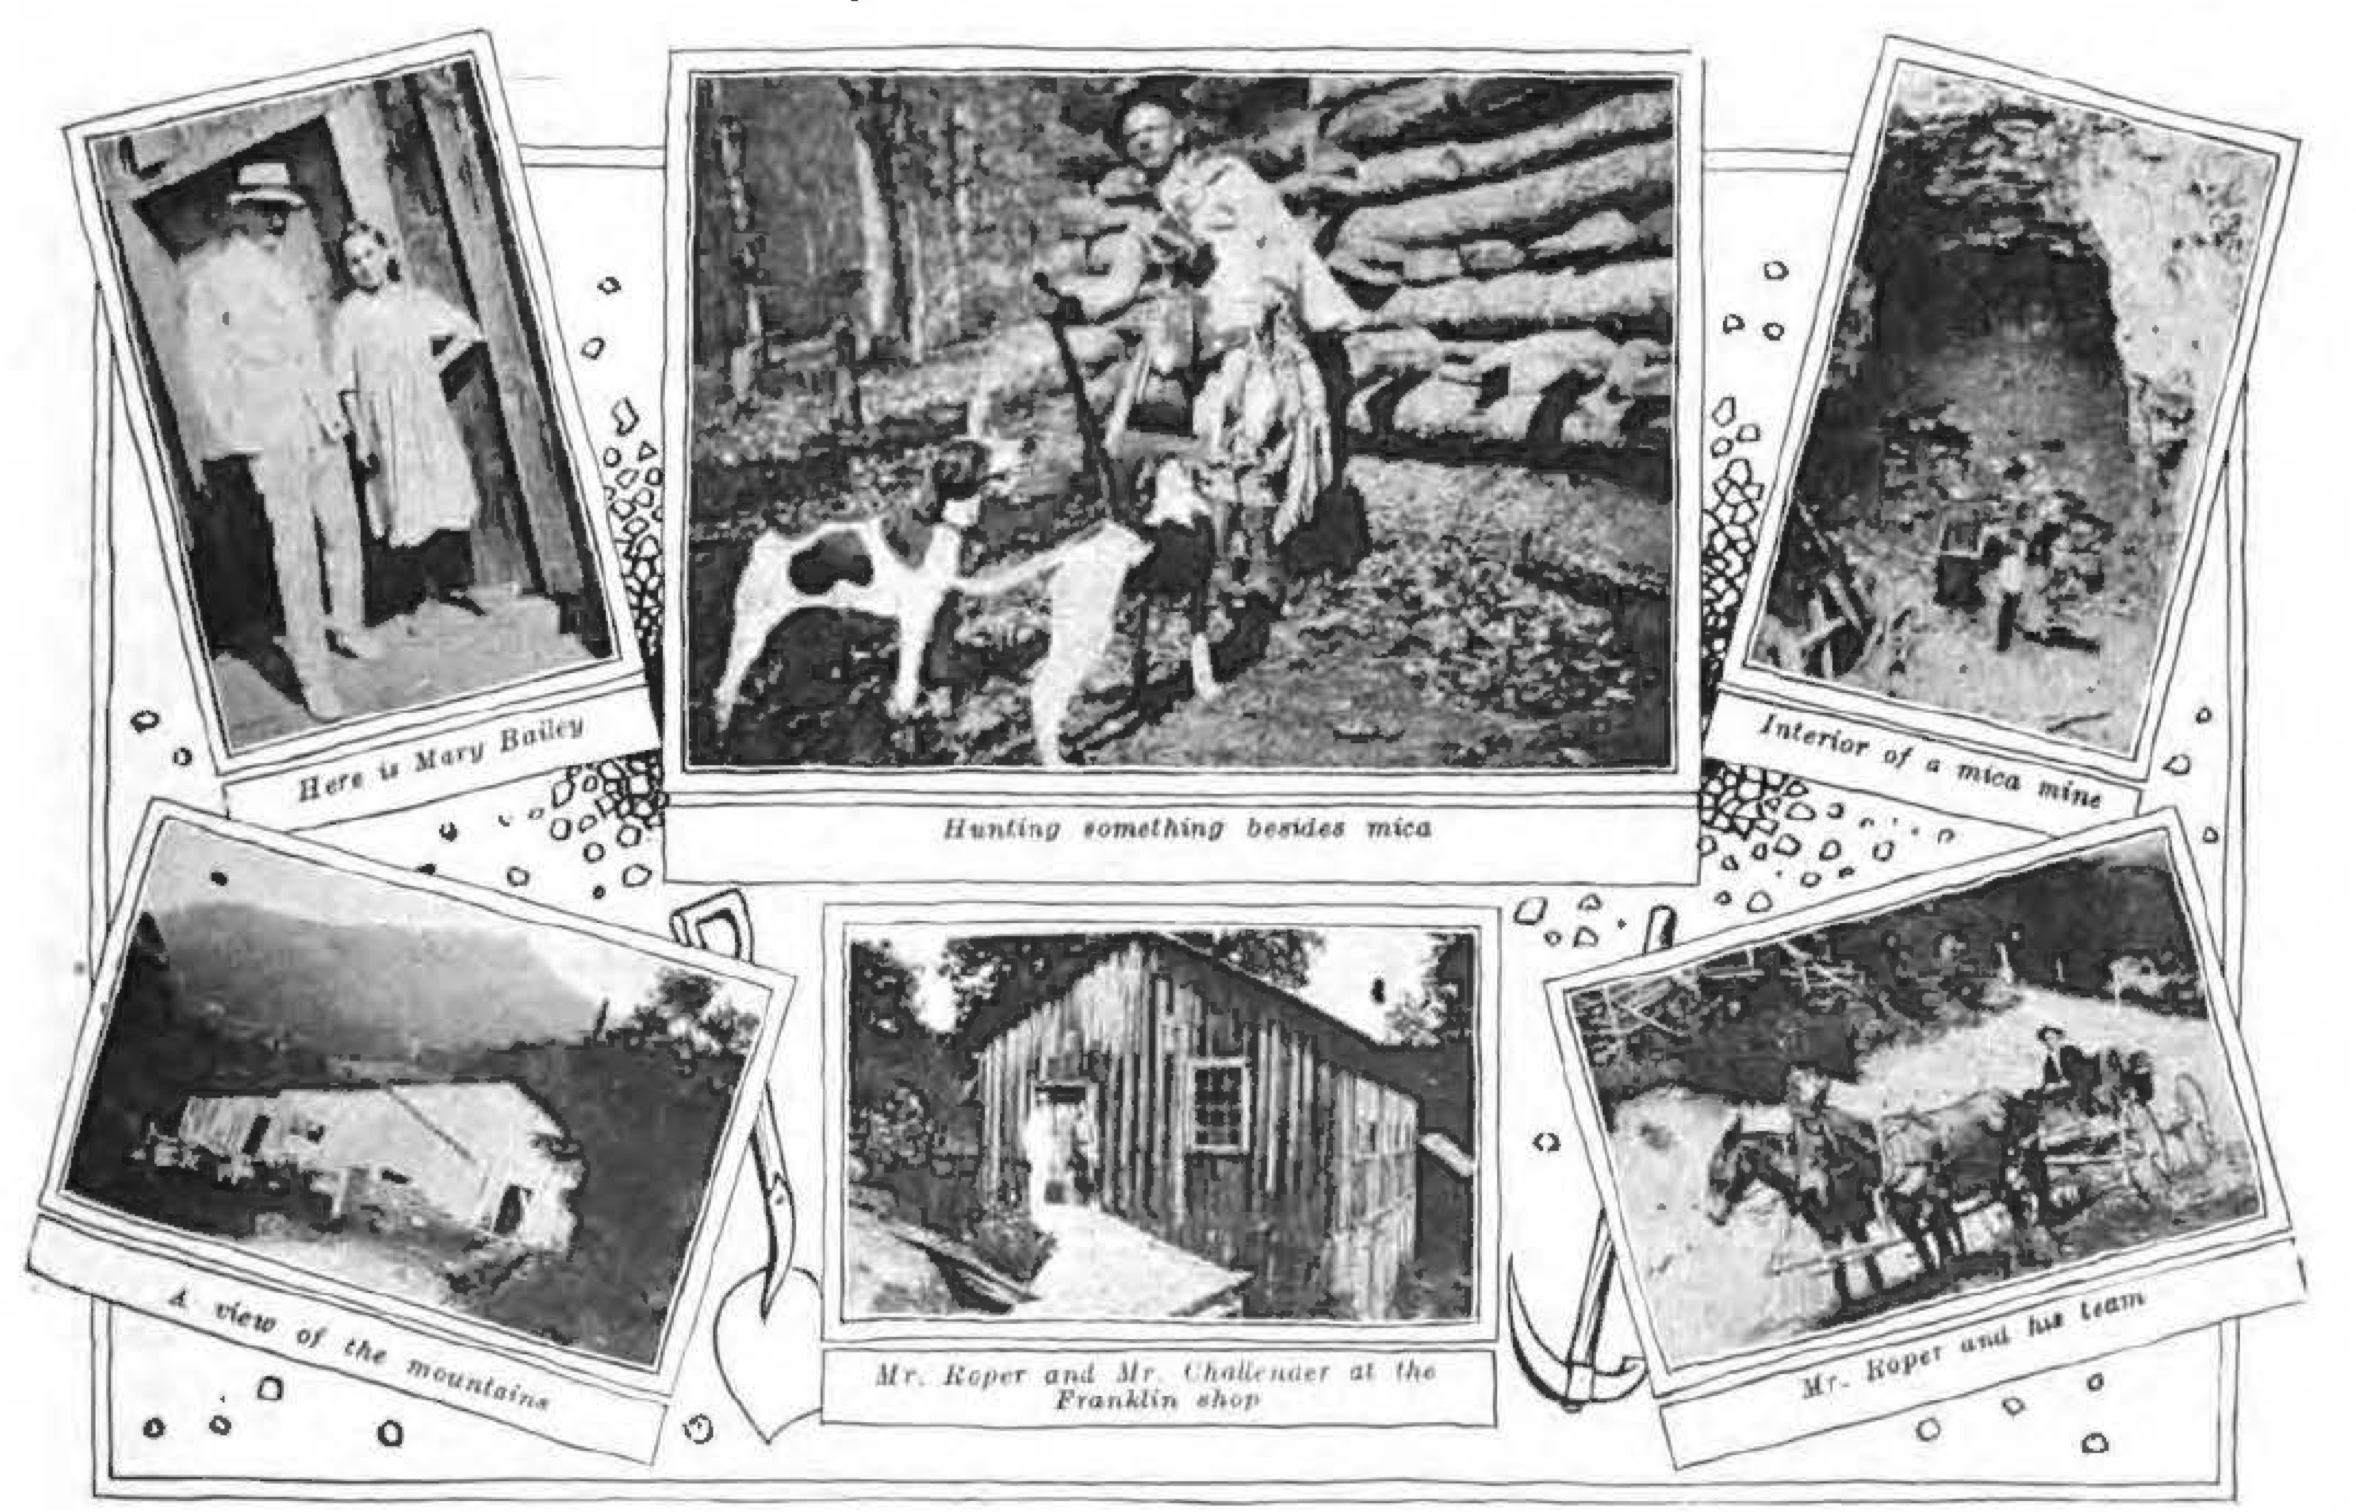 Here is Mary Bailey
Hunting something besides mica
Interior of a mica mine
A view of the mountains
Mr. Roper and Mr. Challender at the
Franklin shop
Mr. Roper and his team